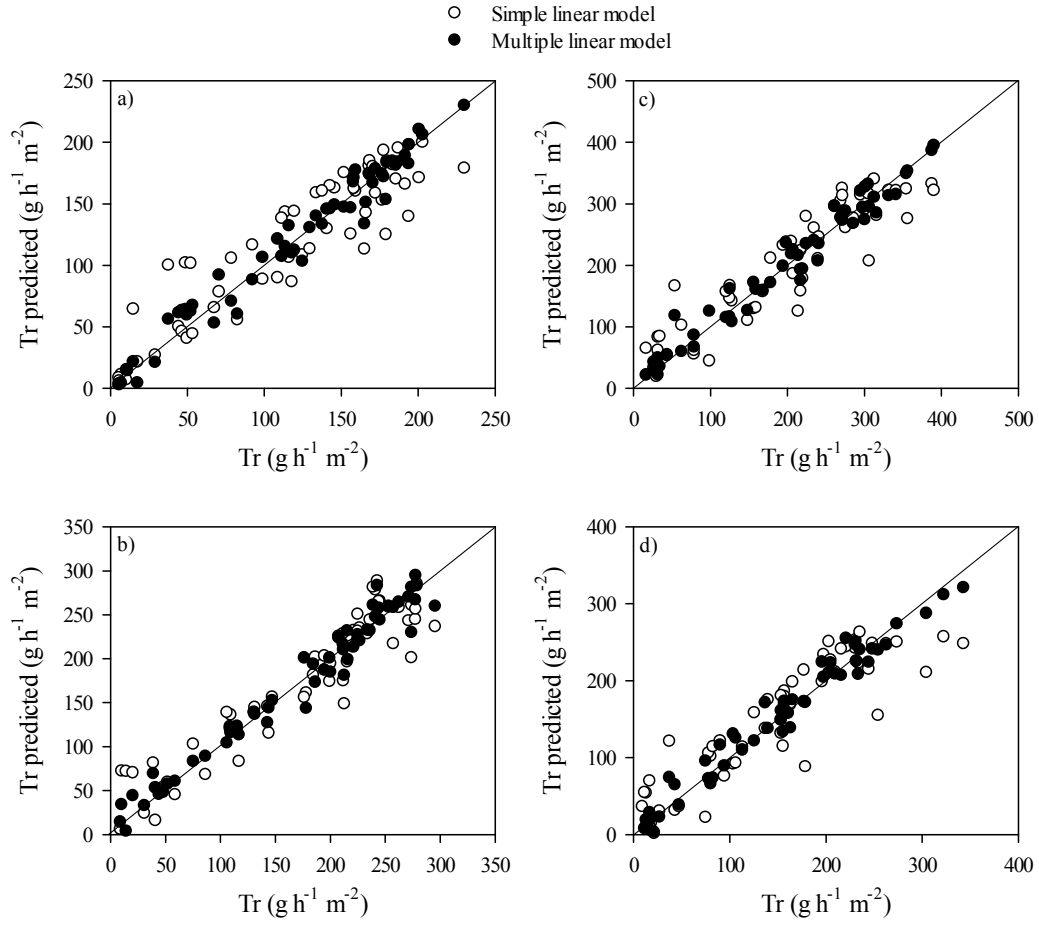 Simple linear model
Multiple linear model
a)
250
200
150
100
50
0
Tr predicted (g h⁻¹ m⁻²)
0 50 100 150 200 250
Tr (g h⁻¹ m⁻²)
c)
500
400
300
200
100
0
Tr predicted (g h⁻¹ m⁻²)
0 100 200 300 400 500
Tr (g h⁻¹ m⁻²)
b)
350
300
250
200
150
100
50
0
Tr predicted (g h⁻¹ m⁻²)
0 50 100 150 200 250 300 350
Tr (g h⁻¹ m⁻²)
d)
400
300
200
100
0
Tr predicted (g h⁻¹ m⁻²)
0 100 200 300 400
Tr (g h⁻¹ m⁻²)